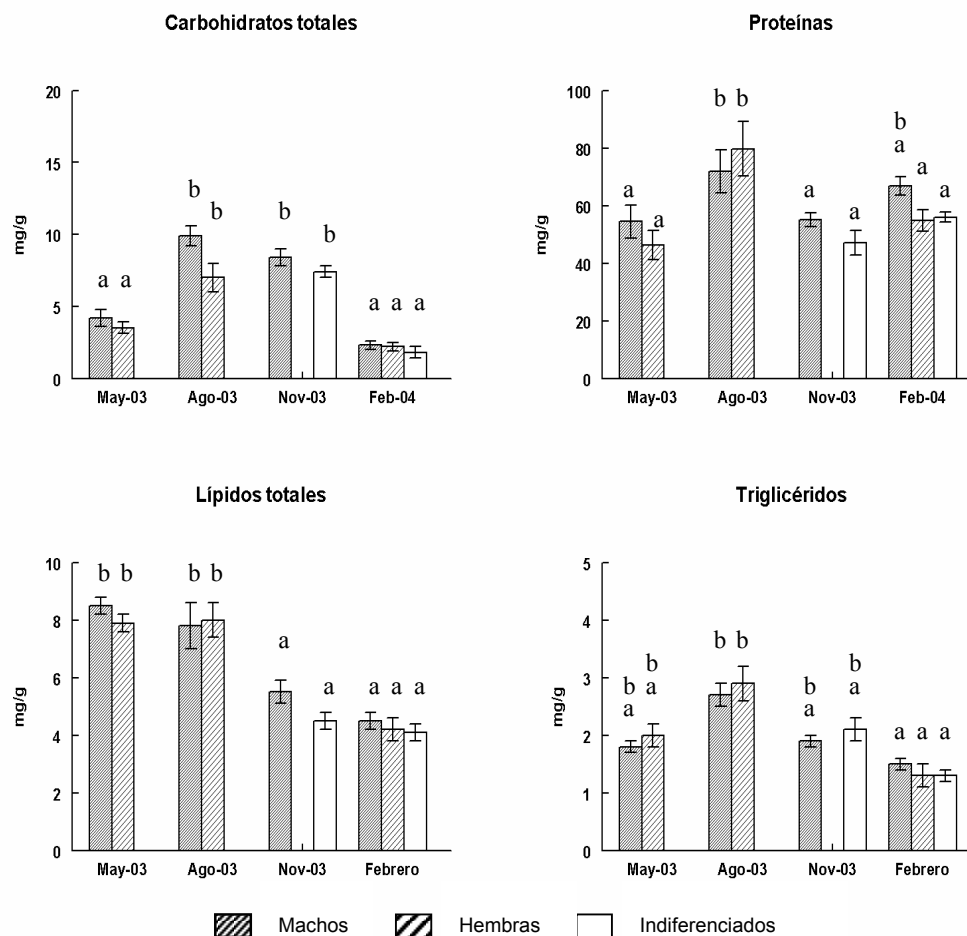 Carbohidratos totales
20
15
10
5
0
mg/g
a a
b
b
b
b
a a a
May-03 Ago-03 Nov-03 Feb-04
Proteínas
100
80
60
40
20
0
mg/g
a
a
b b
a
a
b
a
a
a
May-03 Ago-03 Nov-03 Feb-04
Lípidos totales
10
8
6
4
2
0
mg/g
b b
b b
a
a
a a a
May-03 Ago-03 Nov-03 Febrero
Triglicéridos
5
4
3
2
1
0
mg/g
b
a
b
a
b b
b
a
b
a
a a a
May-03 Ago-03 Nov-03 Febrero
Machos Hembras Indiferenciados